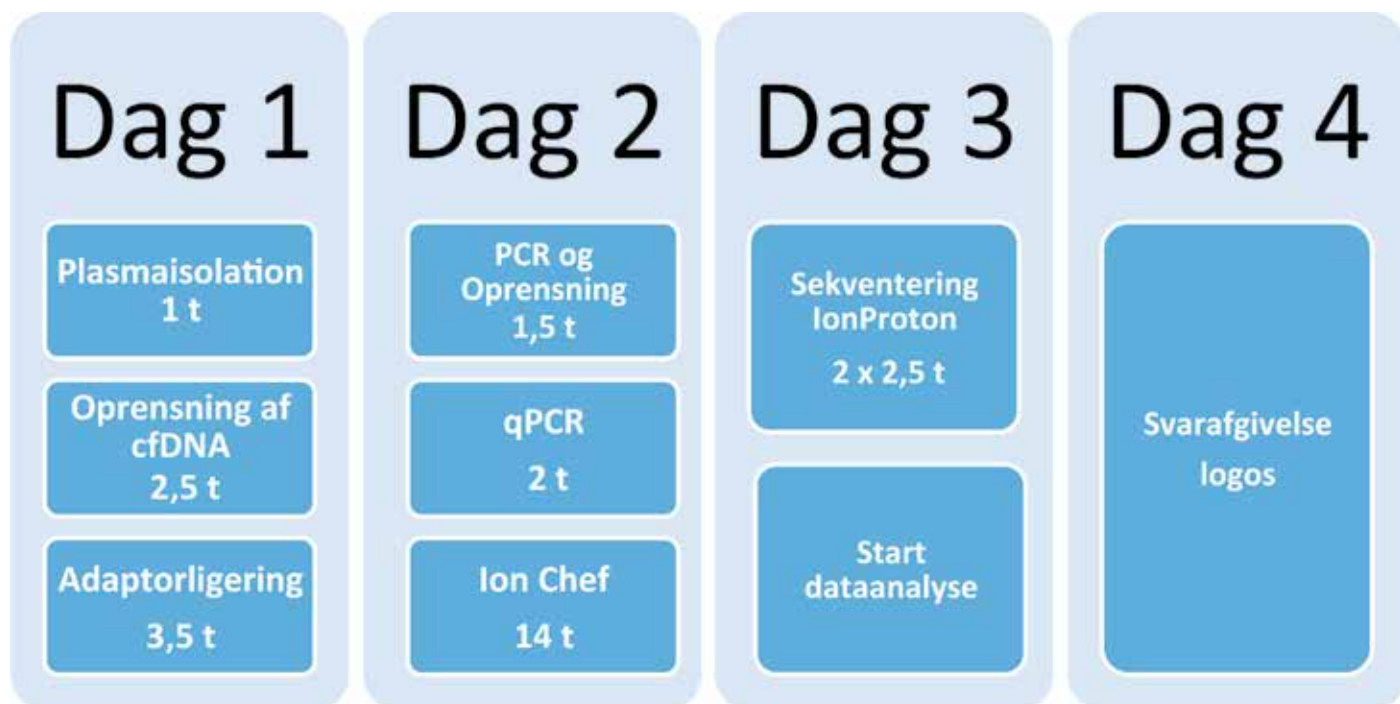 Dag 1
Plasmaisolation
1 t
Oprensning af
cfDNA
2,5 t
Adaptorligering
3,5 t
Dag 2
PCR og
Oprensning
1,5 t
qPCR
2 t
Ion Chef
14 t
Dag 3
Sekventering
IonProton
2 x 2,5 t
Start
dataanalyse
Dag 4
Svarafgivelse
logos